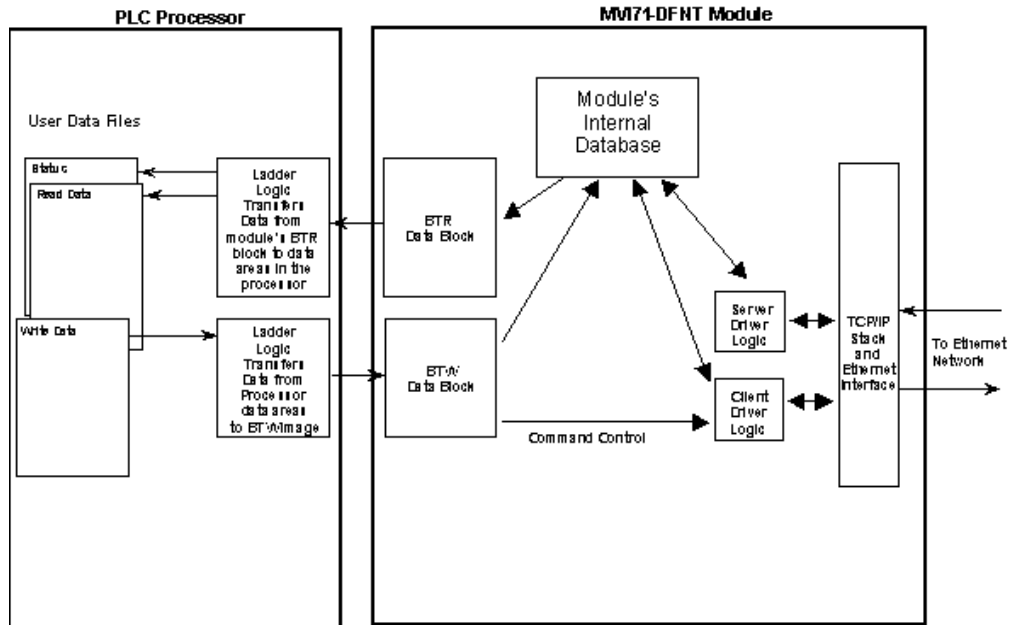 PLC Processor
MVI71-DFNT Module
User Data Files
Status
Read Data
Write Data
Ladder
Logic
Transfers
Data from
module's BTR
block to data
areas in the
processor
Ladder
Logic
Transfers
Data from
Processor
data areas
to BTW image
BTR
Data Block
BTW
Data Block
Module's
Internal
Database
Command Control
Server
Driver
Logic
Client
Driver
Logic
TCP/IP
Stack
and
Ethernet
Interface
To Ethernet
Network